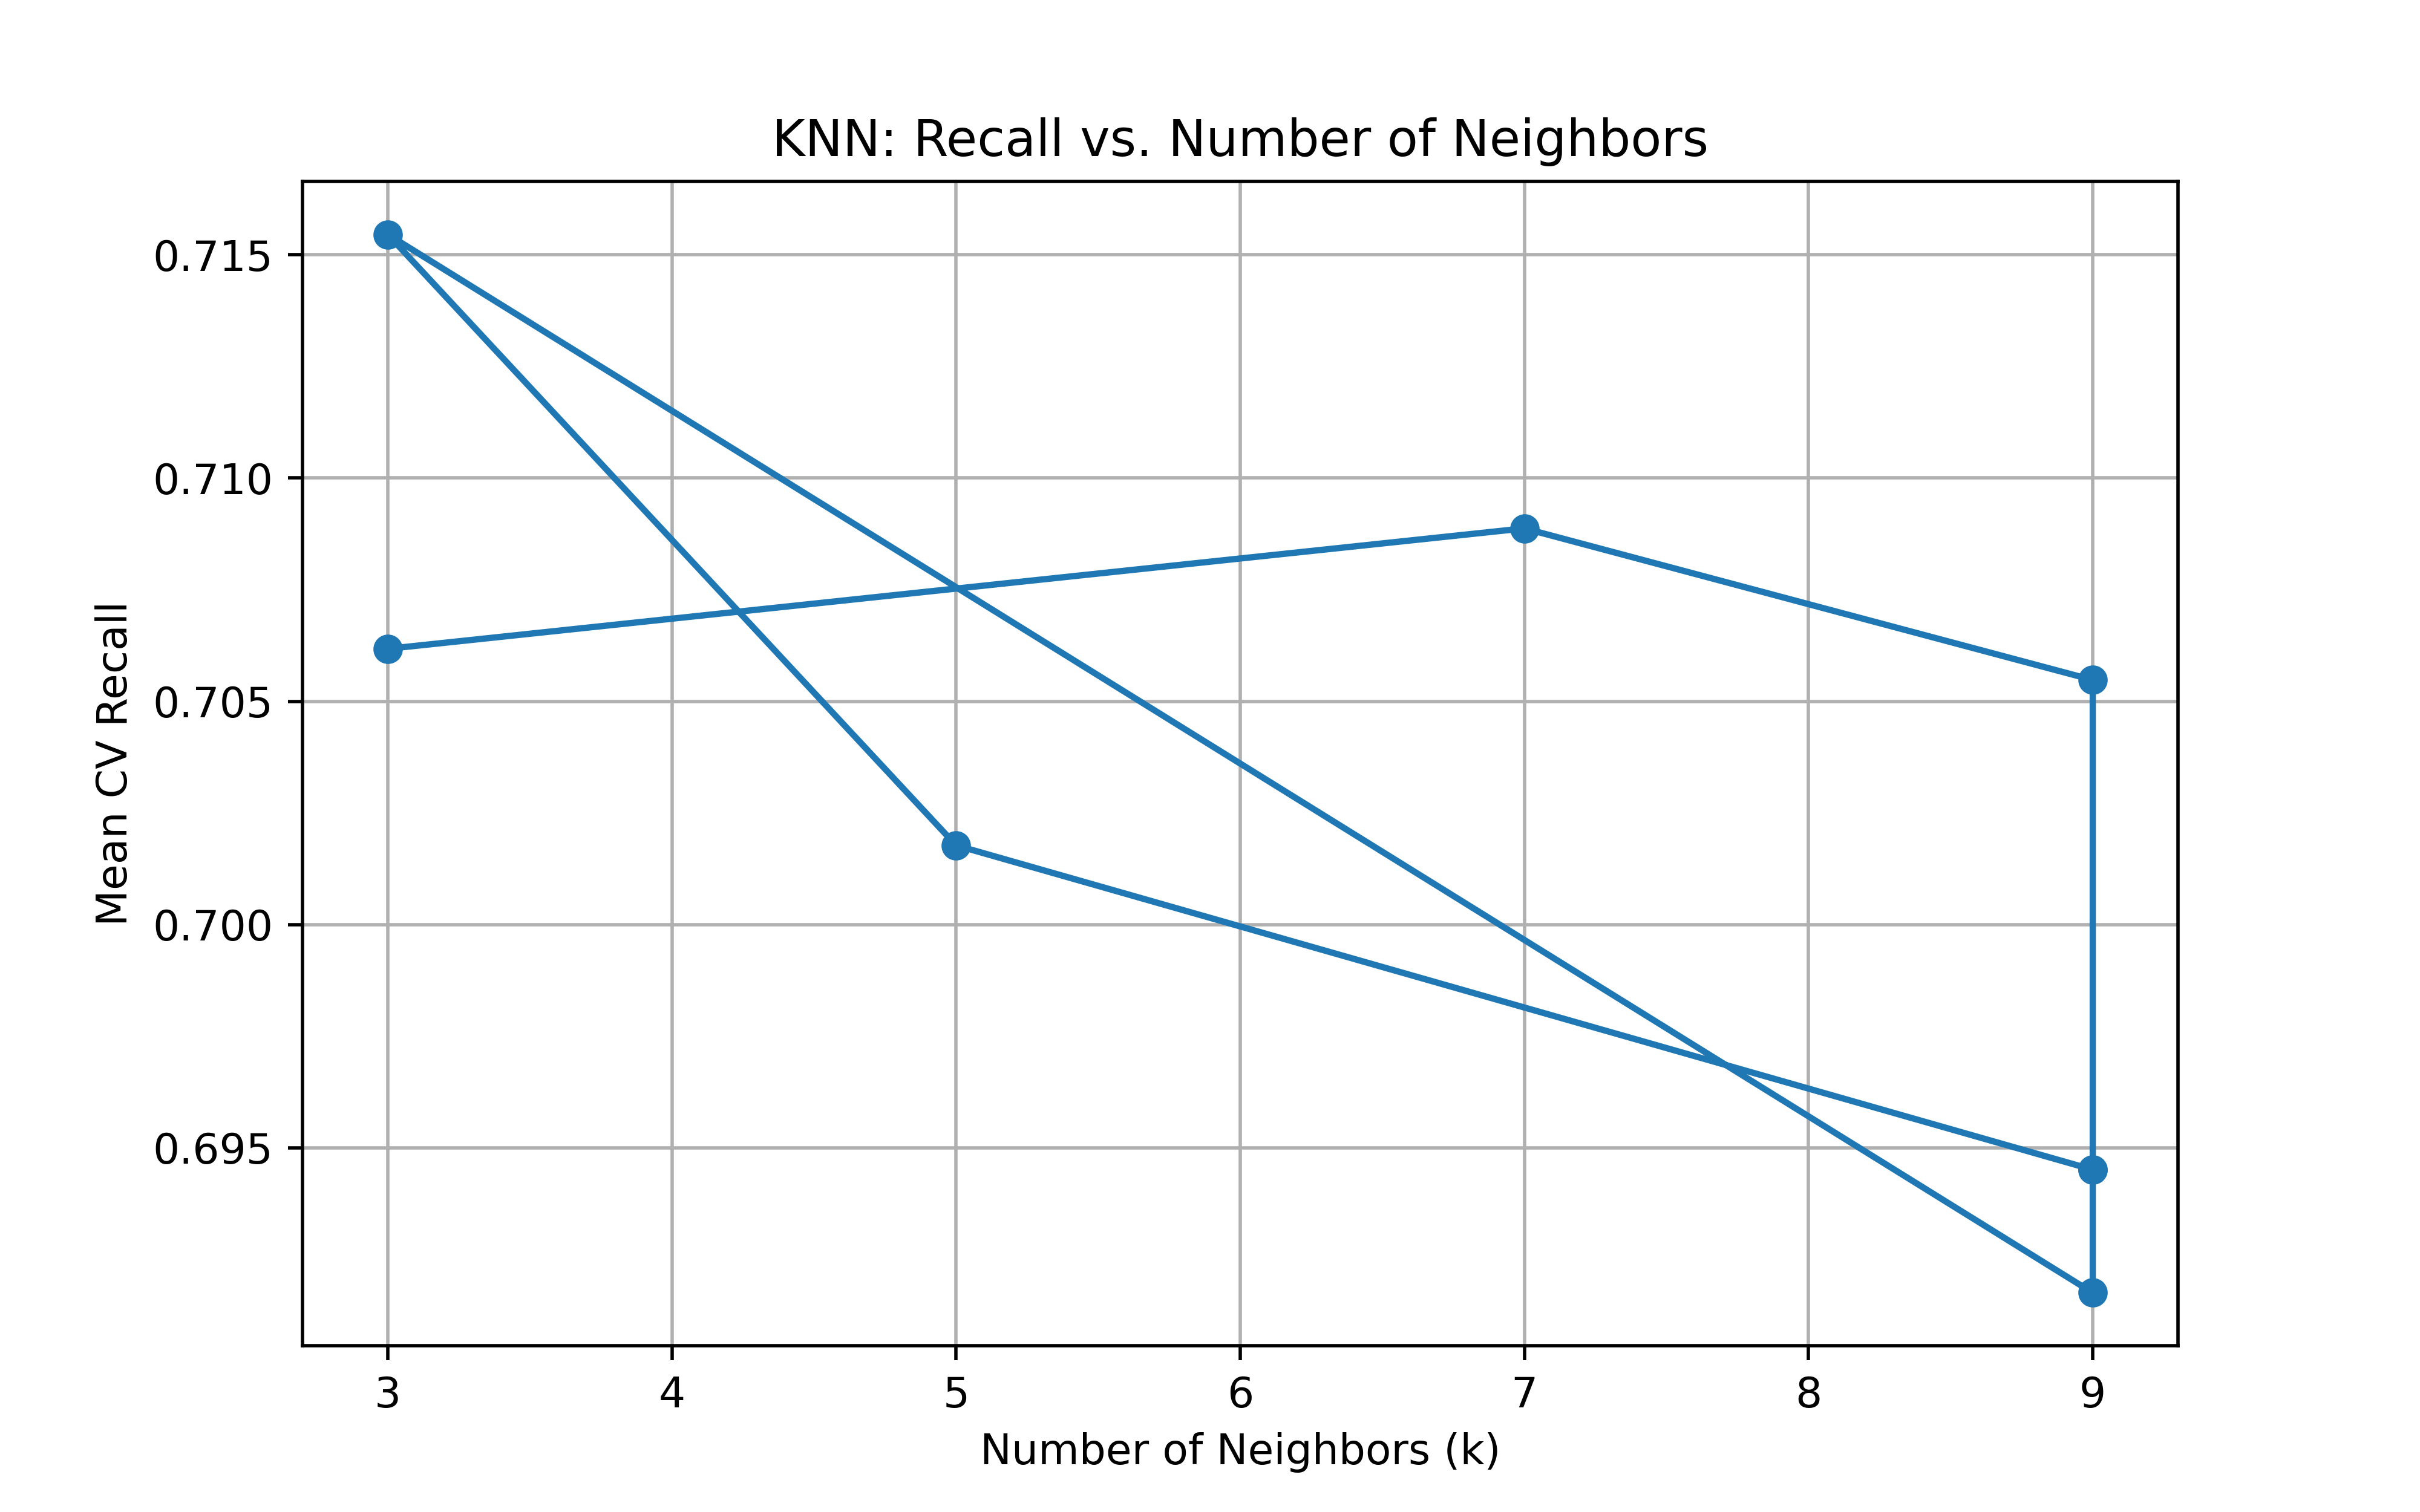 KNN: Recall vs. Number of Neighbors
Mean CV Recall
0.715
0.710
0.705
0.700
0.695
3 4 5 6 7 8 9
Number of Neighbors (k)